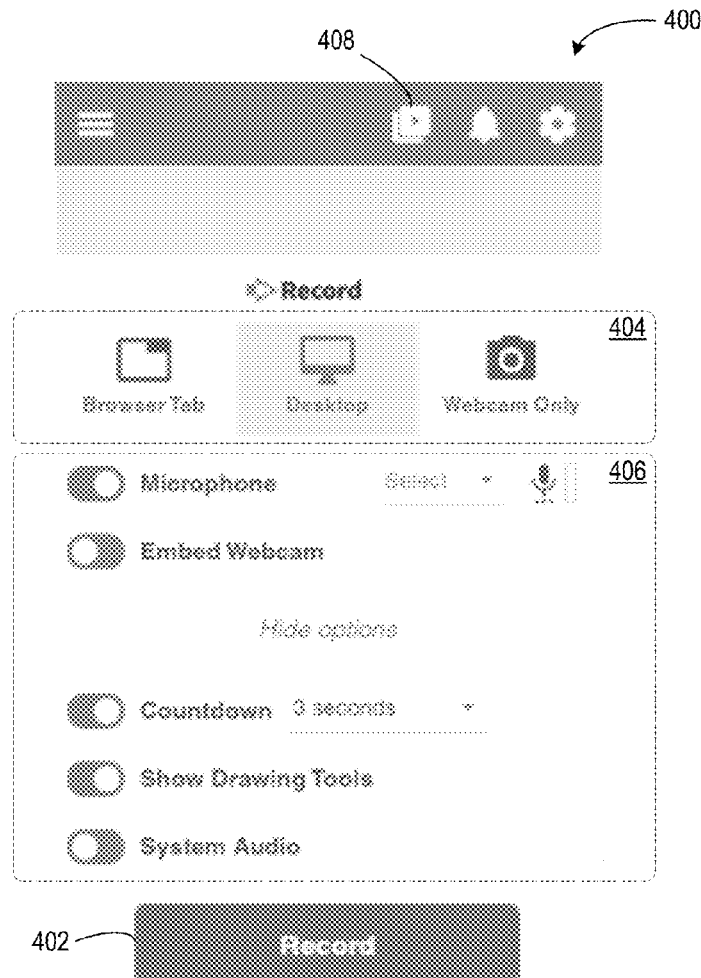 400
408
Record
404
Browser Tab Desktop Webcam Only
406
Microphone Select
Embed Webcam
Hide options
Countdown 3 seconds
Show Drawing Tools
System Audio
402
Record